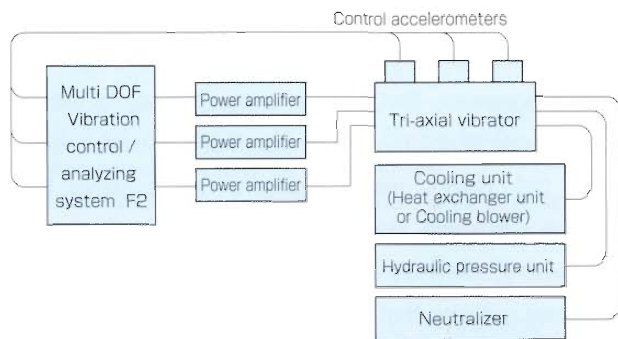 Control accelerometers
Multi DOF
Vibration
control /
analyzing
system F2
Power amplifier
Power amplifier
Power amplifier
Tri-axial vibrator
Cooling unit
(Heat exchanger unit
or Cooling blower)
Hydraulic pressure unit
Neutralizer